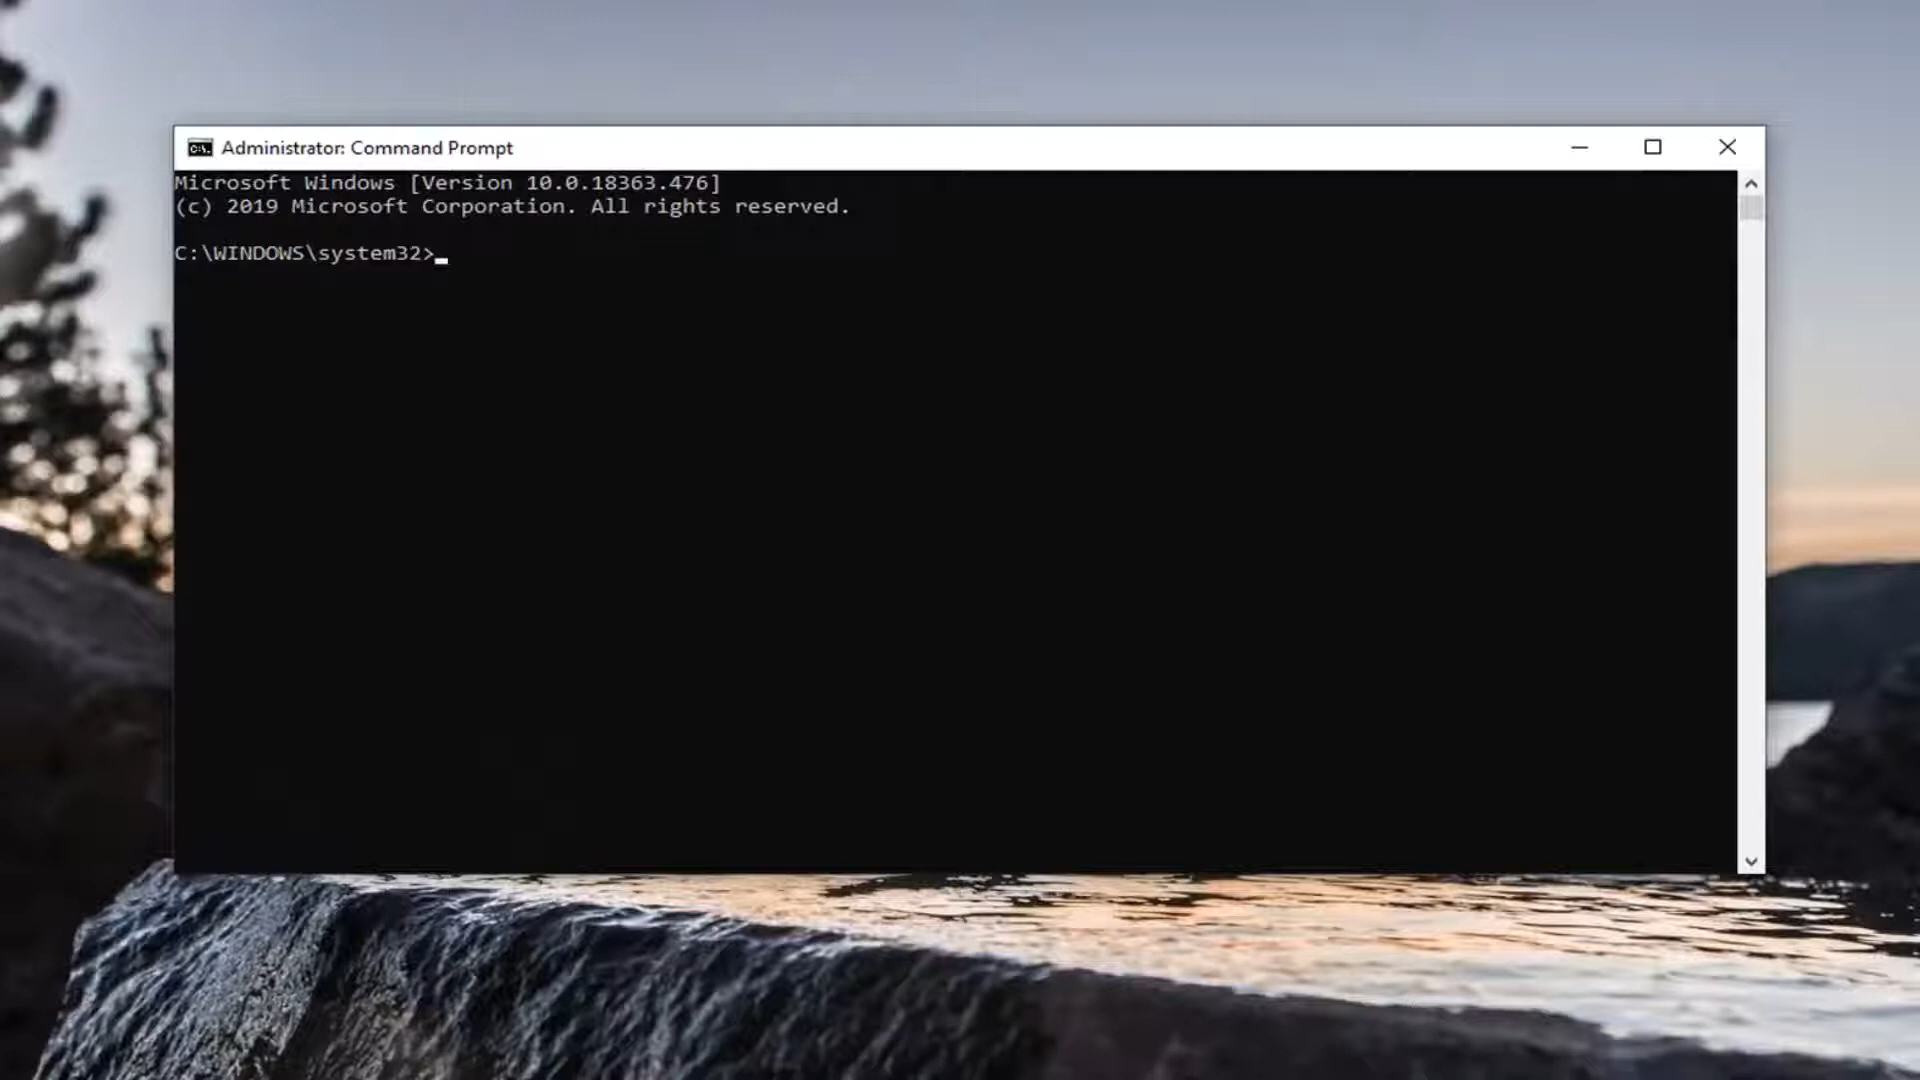 Administrator: Command Prompt
Microsoft Windows [Version 10.0.18363.476]
(c) 2019 Microsoft Corporation. All rights reserved.
C:\WINDOWS\system32>